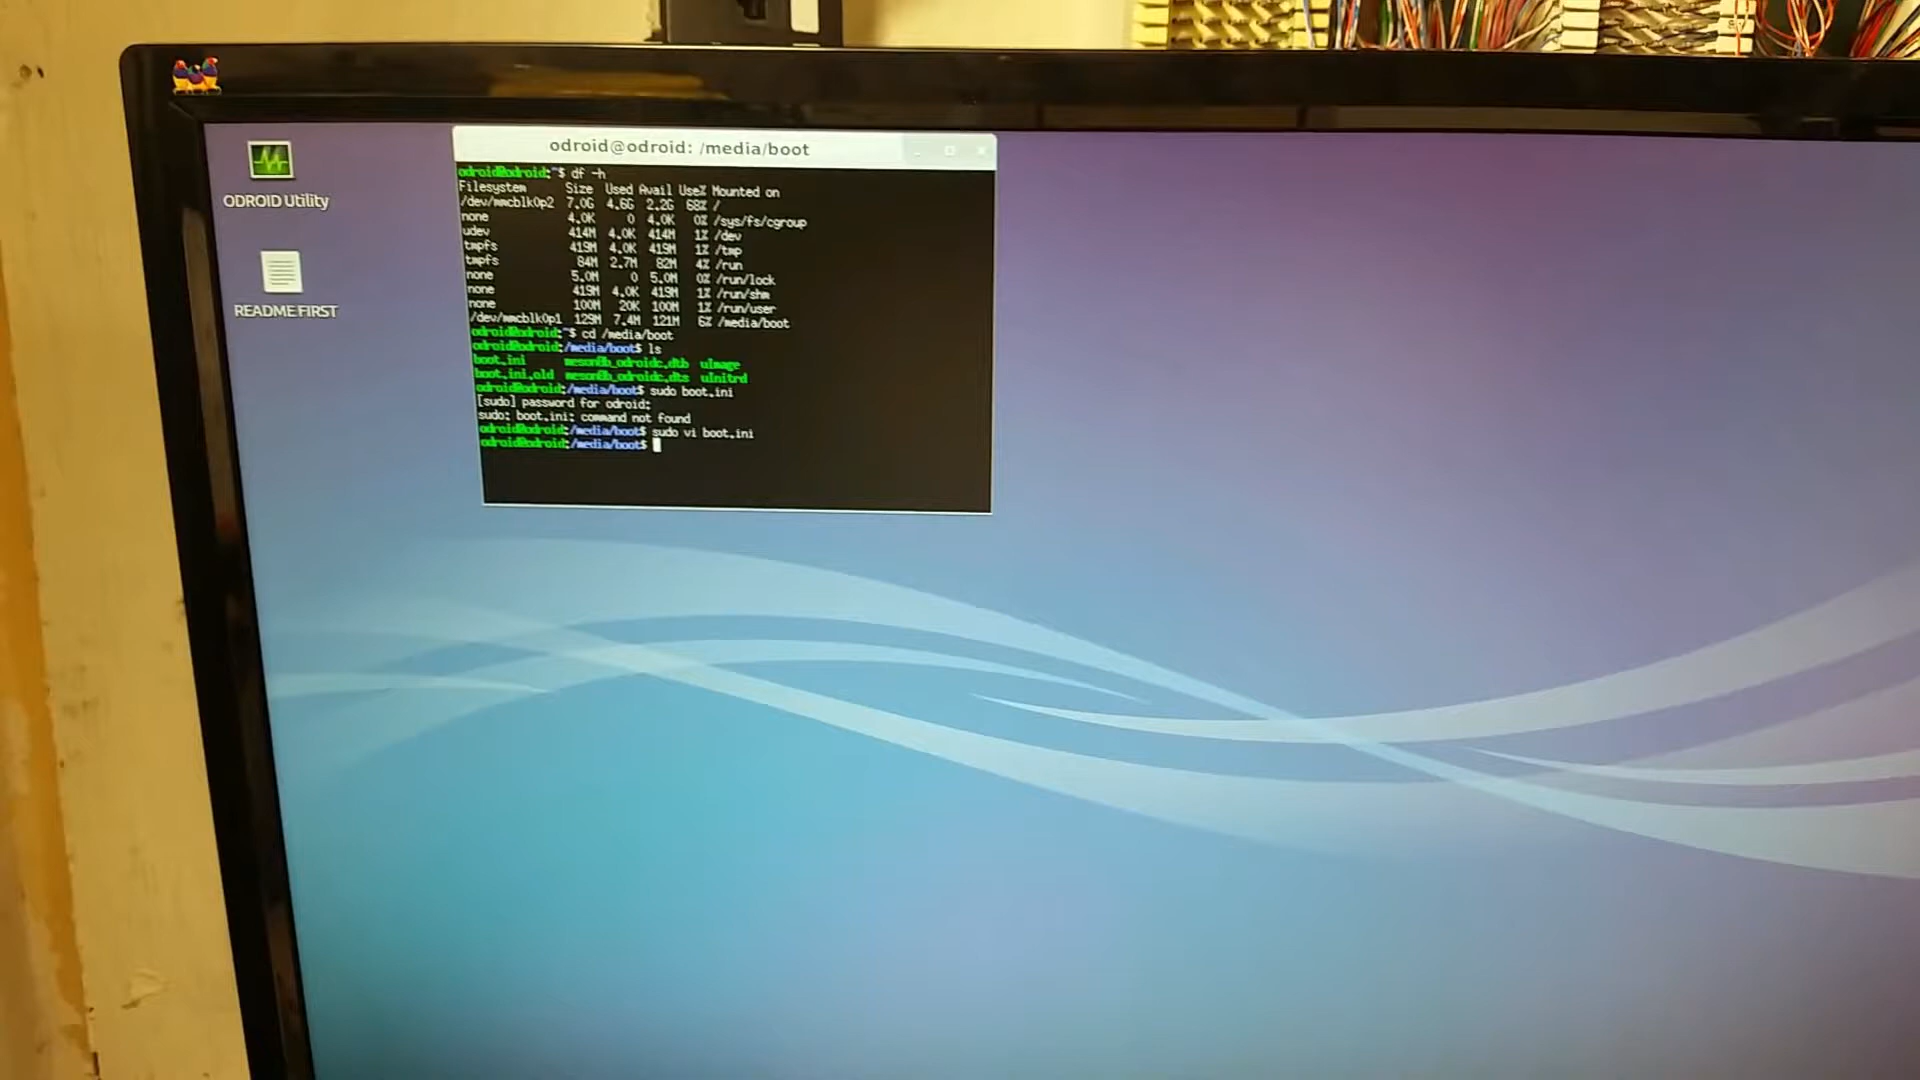 ODROID Utility
README FIRST
odroid@odroid: /media/boot
odroid@odroid:~$ df -h
Filesystem Size Used Avail Use% Mounted on
/dev/mmcblk0p2 7.0G 4.6G 2.2G 68% /
none 4.0K 0 4.0K 0% /sys/fs/cgroup
udev 414M 4.0K 414M 1% /dev
tmpfs 419M 4.0K 419M 1% /tmp
tmpfs 84M 2.7M 82M 4% /run
none 5.0M 0 5.0M 0% /run/lock
none 419M 4.0K 419M 1% /run/shm
none 100M 20K 100M 1% /run/user
/dev/mmcblk0p1 129M 7.4M 121M 6% /media/boot
odroid@odroid:~$ cd /media/boot
odroid@odroid:/media/boot$ ls
boot.ini meson8b_odroidc.dtb uImage
boot.ini.old meson8b_odroidc.dts uInitrd
odroid@odroid:/media/boot$ sudo boot.ini
[sudo] password for odroid:
sudo: boot.ini: command not found
odroid@odroid:/media/boot$ sudo vi boot.ini
odroid@odroid:/media/boot$